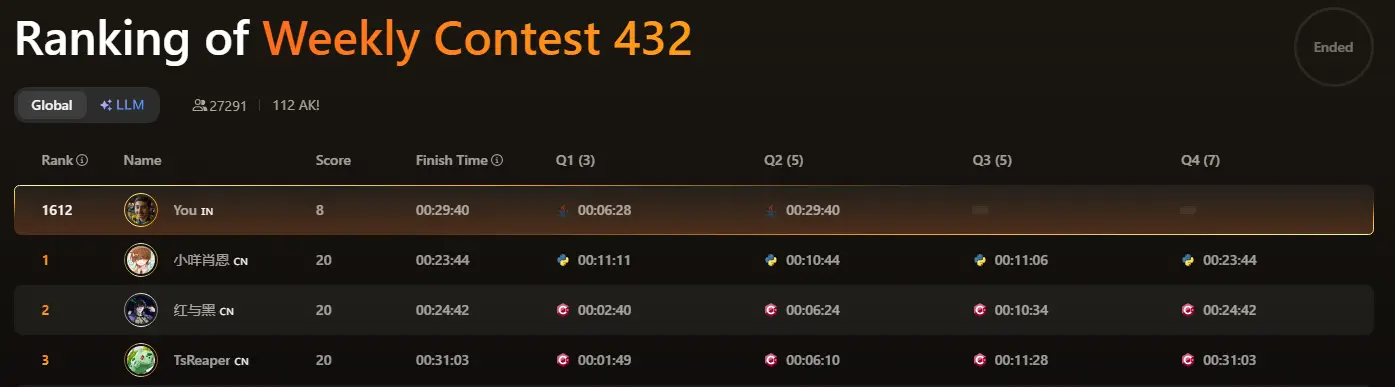 Ranking of Weekly Contest 432
Ended
Global LLM 27291 112 AK!
Rank Name Score Finish Time Q1 (3) Q2 (5) Q3 (5) Q4 (7)
1612 You IN 8 00:29:40 00:06:28 00:29:40
1 小咩肖恩 CN 20 00:23:44 00:11:11 00:10:44 00:11:06 00:23:44
2 红与黑 CN 20 00:24:42 00:02:40 00:06:24 00:10:34 00:24:42
3 TsReaper CN 20 00:31:03 00:01:49 00:06:10 00:11:28 00:31:03